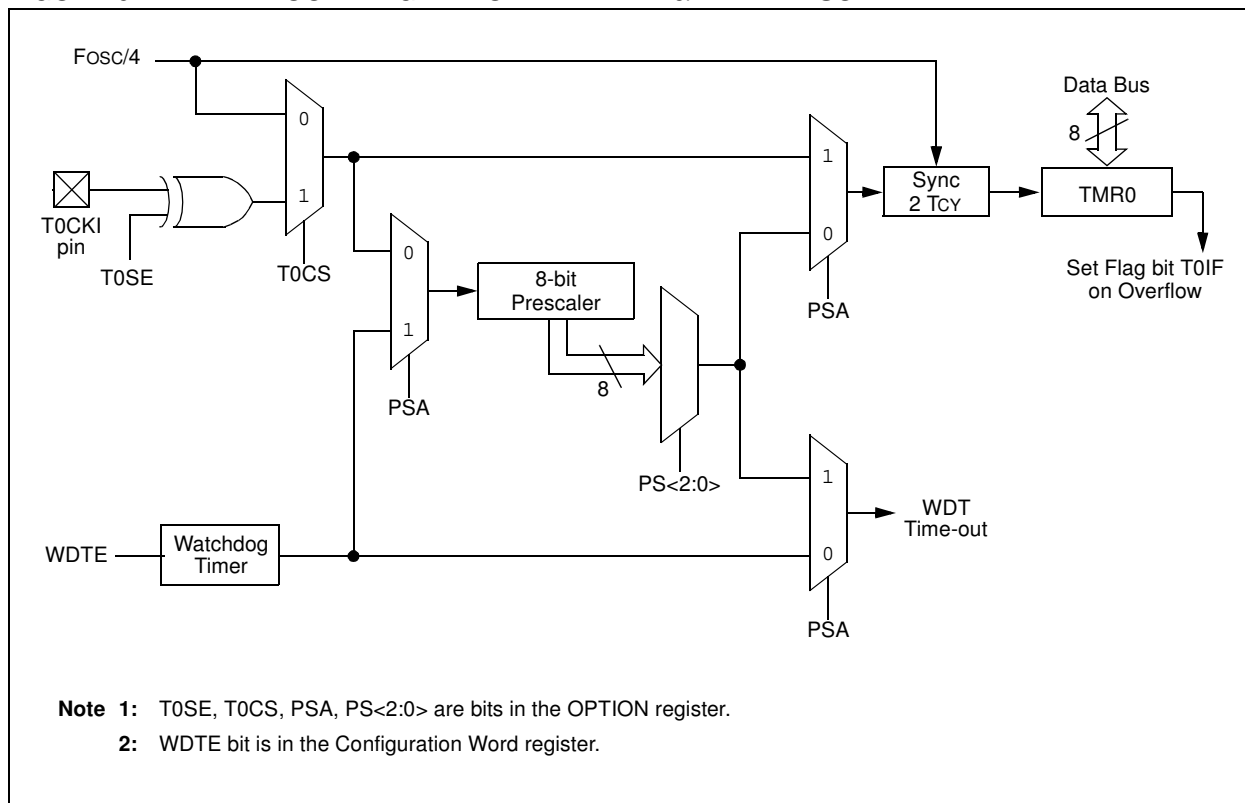 FOSC/4
Data Bus
8
0
1
T0CKI
pin
T0SE
T0CS
1
0
PSA
Sync
2 TCY
TMR0
Set Flag bit T0IF
on Overflow
0
1
PSA
8-bit
Prescaler
8
PS<2:0>
1
0
PSA
WDT
Time-out
WDTE
Watchdog
Timer
Note 1: T0SE, T0CS, PSA, PS<2:0> are bits in the OPTION register.
2: WDTE bit is in the Configuration Word register.